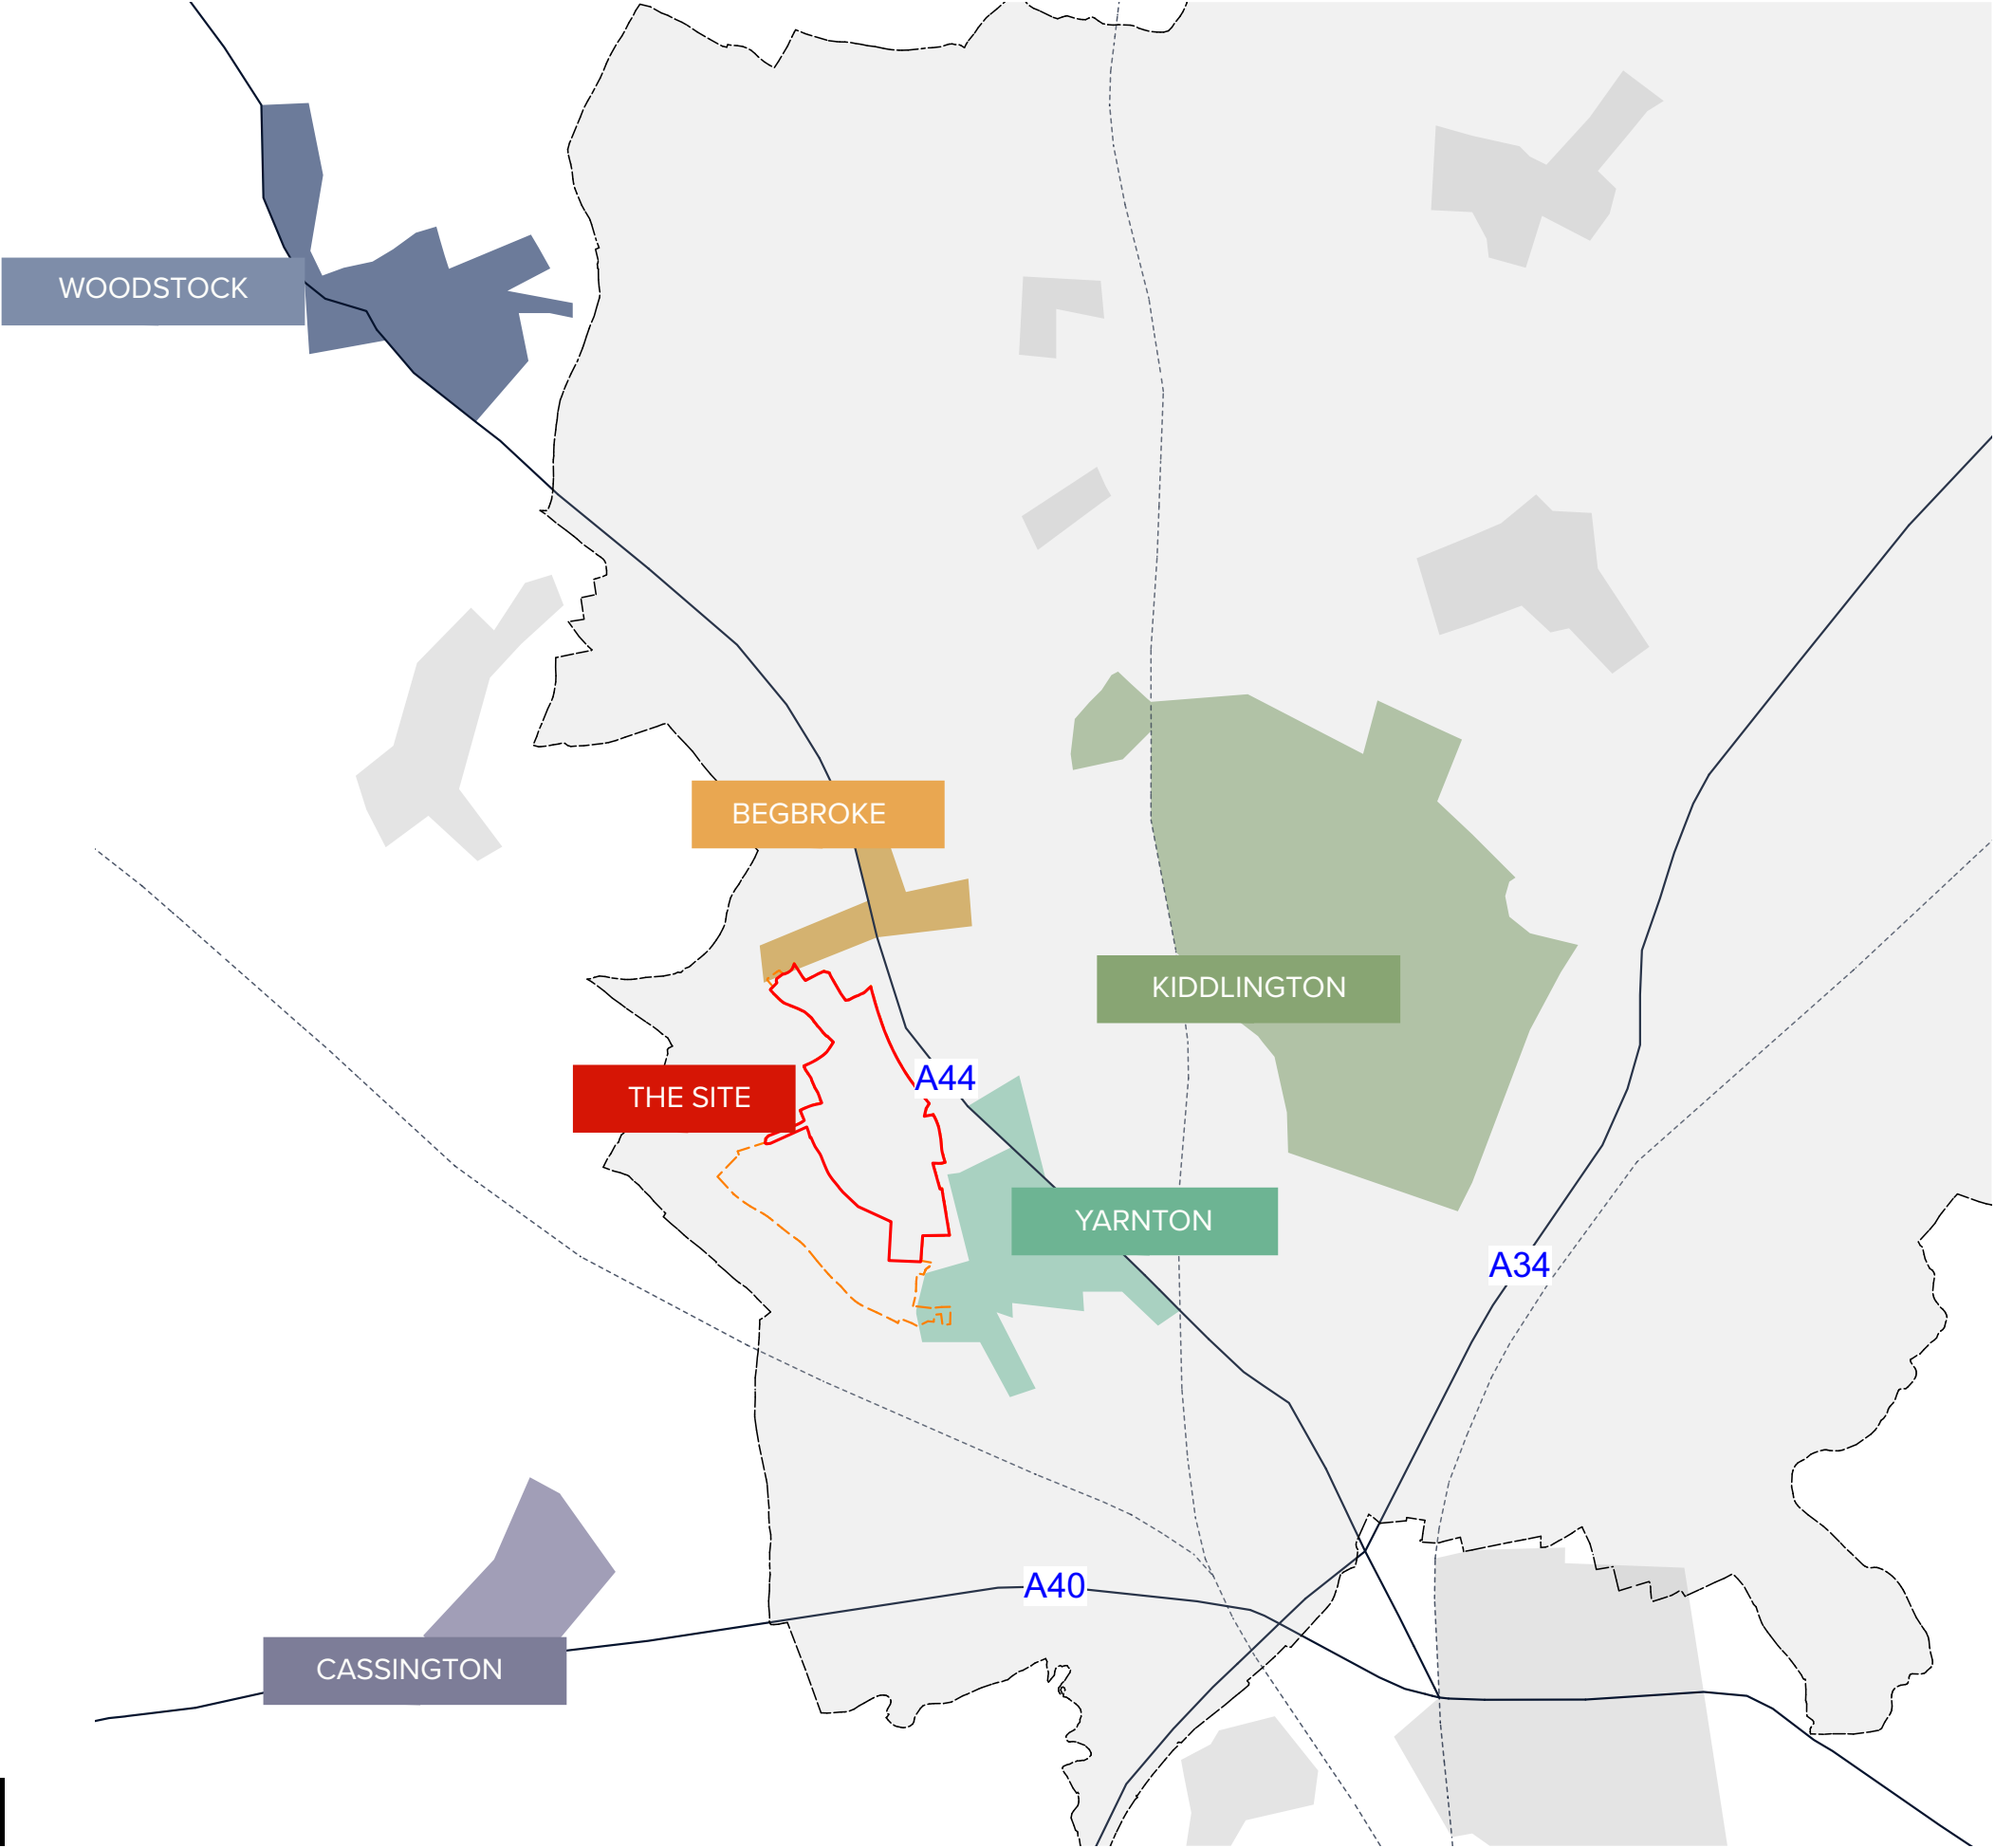 WOODSTOCK
BEGBROKE
KIDDLINGTON
A44
THE SITE
YARNTON
A34
A40
CASSINGTON